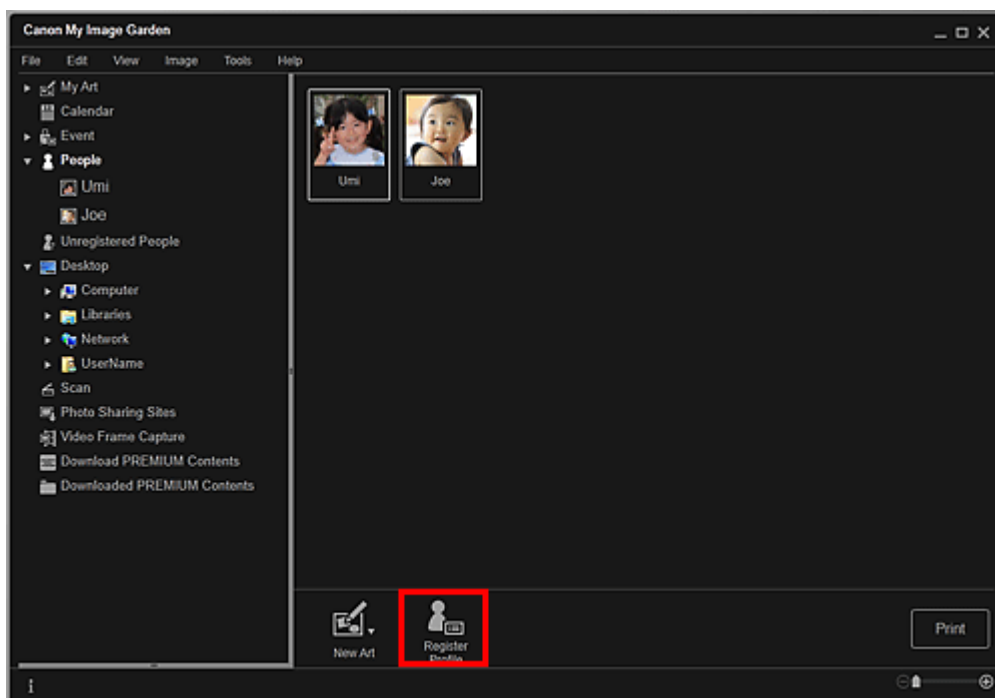 Canon My Image Garden
File Edit View Image Tools Help
My Art
Calendar
Event
People
Umi
Joe
Unregistered People
Desktop
Computer
Libraries
Network
UserName
Scan
Photo Sharing Sites
Video Frame Capture
Download PREMIUM Contents
Downloaded PREMIUM Contents
Umi Joe
New Art
Register
Profile
Print